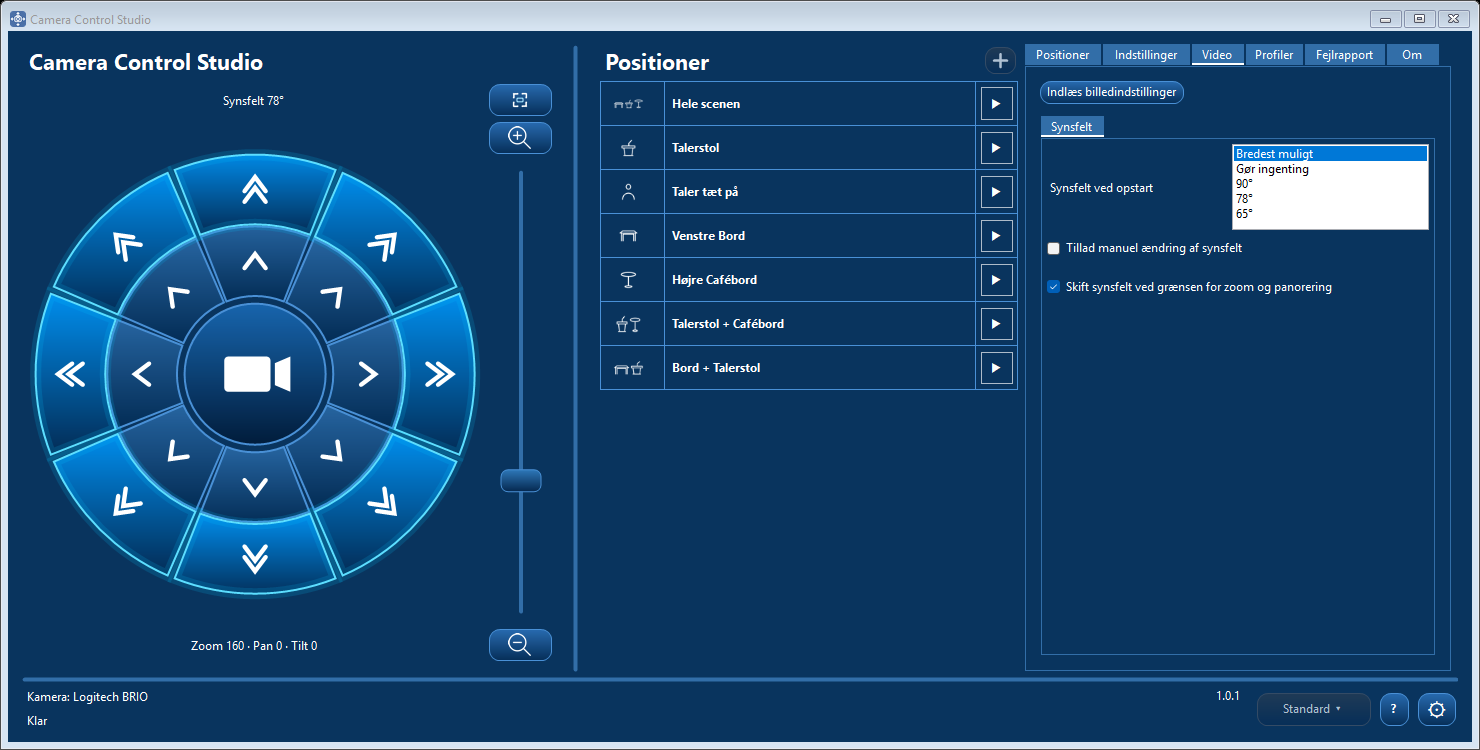 Camera Control Studio
Camera Control Studio
Synsfelt 78°
Zoom 160 · Pan 0 · Tilt 0
Positioner
Hele scenen
Talerstol
Taler tæt på
Venstre Bord
Højre Cafébord
Talerstol + Cafébord
Bord + Talerstol
Positioner Indstillinger Video Profiler Fejlrapport Om
Indlæs billedindstillinger
Synsfelt
Synsfelt ved opstart
Bredest muligt
Gør ingenting
90°
78°
65°
Tillad manuel ændring af synsfelt
Skift synsfelt ved grænsen for zoom og panorering
Kamera: Logitech BRIO
Klar
1.0.1
Standard
?